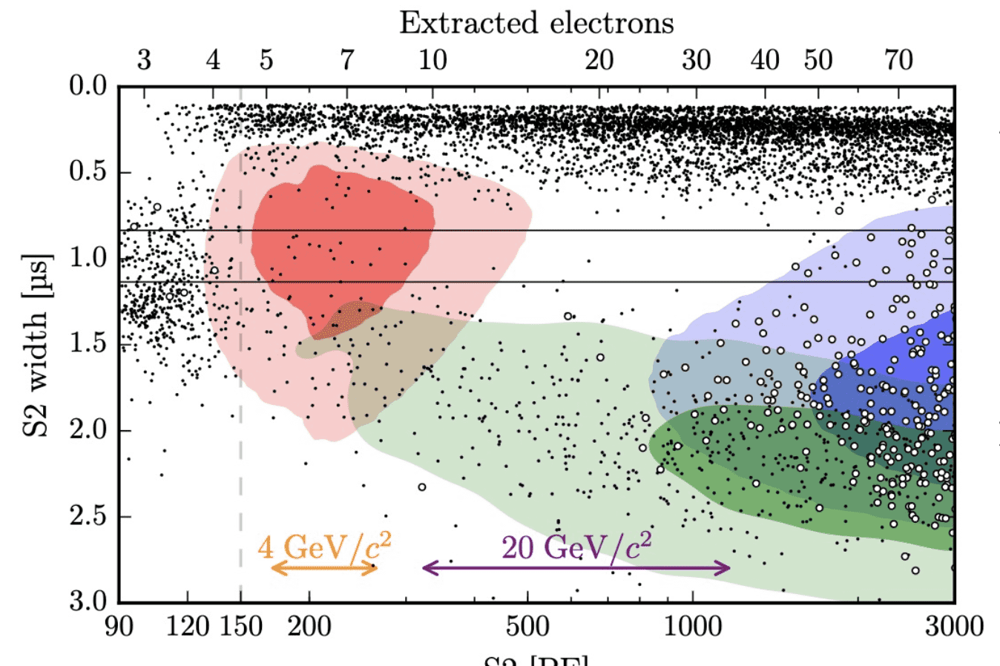 Extracted electrons
3 4 5 7 10 20 30 40 50 70
0.0
0.5
1.0
1.5
2.0
2.5
3.0
S2 width [µs]
4 GeV/c² 20 GeV/c²
90 120 150 200 500 1000 3000
S2 [PE]